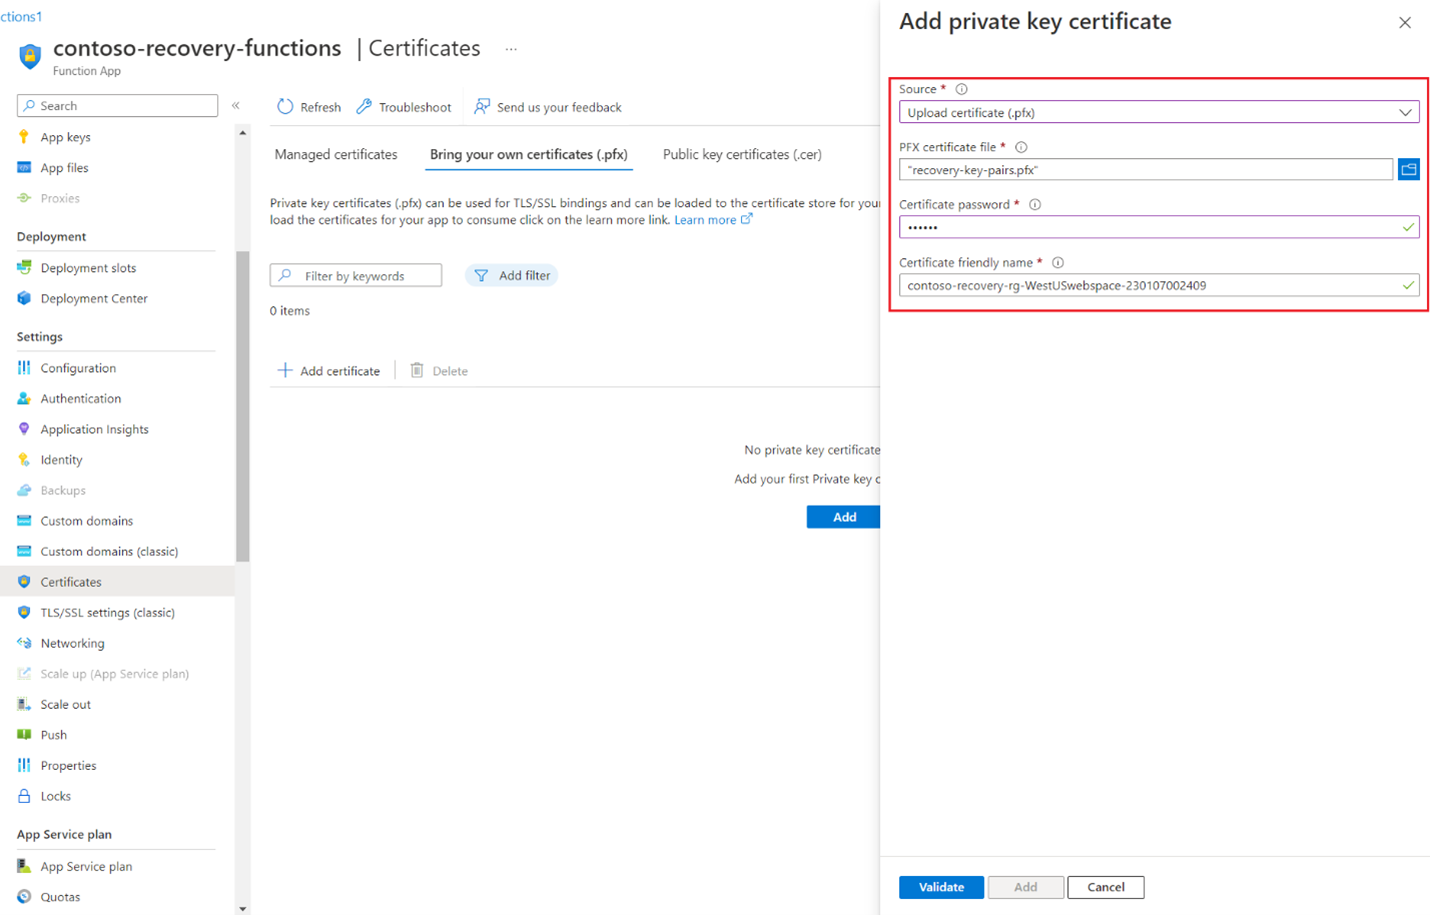 ctions1
contoso-recovery-functions | Certificates ...
Function App
Search
«
App keys
App files
Proxies
Deployment
Deployment slots
Deployment Center
Settings
Configuration
Authentication
Application Insights
Identity
Backups
Custom domains
Custom domains (classic)
Certificates
TLS/SSL settings (classic)
Networking
Scale up (App Service plan)
Scale out
Push
Properties
Locks
App Service plan
App Service plan
Quotas
Refresh Troubleshoot Send us your feedback
Managed certificates Bring your own certificates (.pfx) Public key certificates (.cer)
Private key certificates (.pfx) can be used for TLS/SSL bindings and can be loaded to the certificate store for your
load the certificates for your app to consume click on the learn more link. Learn more
Filter by keywords Add filter
0 items
Add certificate Delete
No private key certificate
Add your first Private key c
Add
Add private key certificate
Source *
Upload certificate (.pfx)
PFX certificate file *
"recovery-key-pairs.pfx"
Certificate password *
••••••
Certificate friendly name *
contoso-recovery-rg-WestUSwebspace-230107002409
Validate Add Cancel